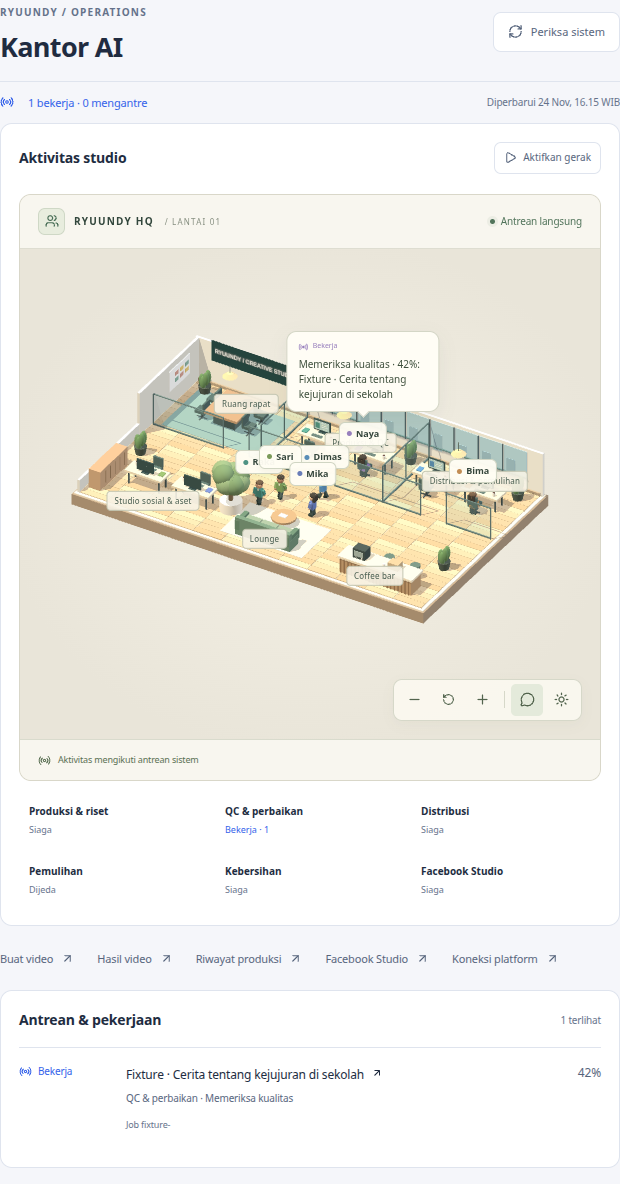 RYUUNDY / OPERATIONS
Kantor AI
Periksa sistem
1 bekerja · 0 mengantre
Diperbarui 24 Nov, 16.15 WIB
Aktivitas studio
Aktifkan gerak
RYUUNDY HQ / LANTAI 01
Antrean langsung
RYUUNDY / CREATIVE
Bekerja
Memeriksa kualitas · 42%:
Fixture · Cerita tentang
kejujuran di sekolah
Ruang rapat
Naya
Sari
Dimas
Mika
Bima
Studio sosial & aset
Lounge
Coffee bar
Aktivitas mengikuti antrean sistem
Produksi & riset
Siaga
QC & perbaikan
Bekerja · 1
Distribusi
Siaga
Pemulihan
Dijeda
Kebersihan
Siaga
Facebook Studio
Siaga
Buat video
Hasil video
Riwayat produksi
Facebook Studio
Koneksi platform
Antrean & pekerjaan
1 terlihat
Bekerja
Fixture · Cerita tentang kejujuran di sekolah
42%
QC & perbaikan · Memeriksa kualitas
Job fixture-